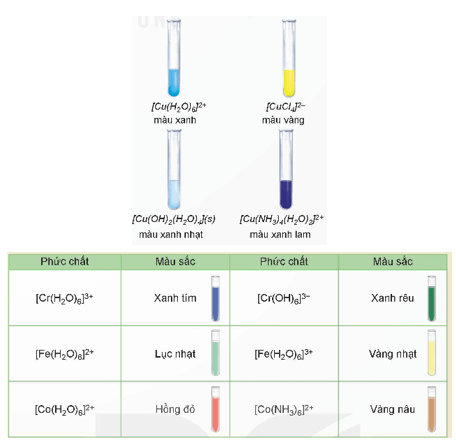 [Cu(H₂O)₆]²⁺
màu xanh
[CuCl₄]²⁻
màu vàng
[Cu(OH)₂(H₂O)₄](s)
màu xanh nhạt
[Cu(NH₃)₄(H₂O)₂]²⁺
màu xanh lam
Phức chất Màu sắc Phức chất Màu sắc
[Cr(H₂O)₆]³⁺ Xanh tím [Cr(OH)₆]³⁻ Xanh rêu
[Fe(H₂O)₆]²⁺ Lục nhạt [Fe(H₂O)₆]³⁺ Vàng nhạt
[Co(H₂O)₆]²⁺ Hồng đỏ [Co(NH₃)₆]²⁺ Vàng nâu